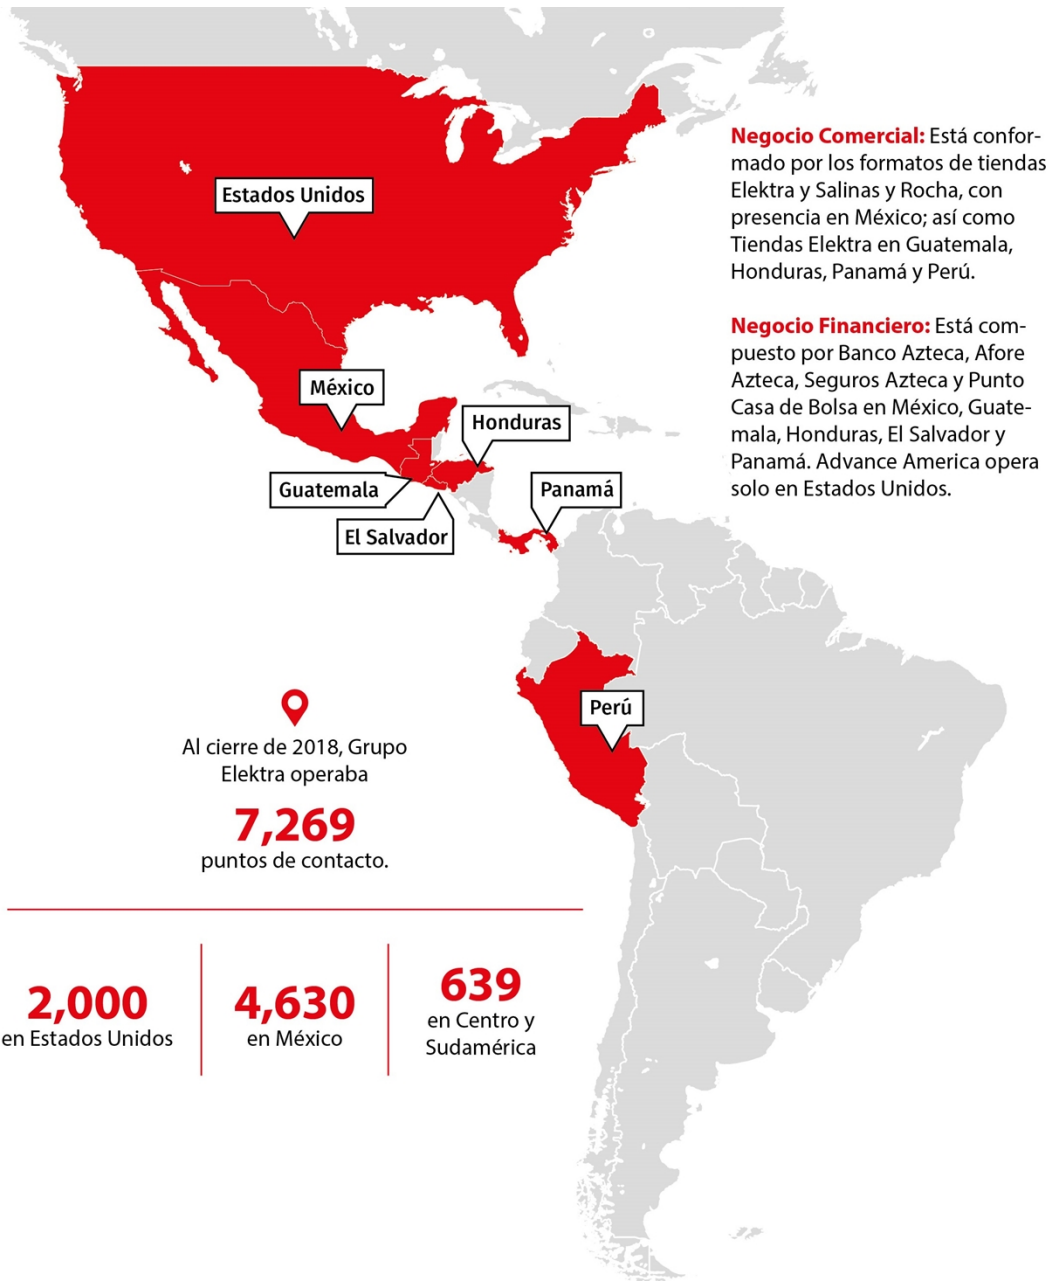 Estados Unidos
México
Honduras
Guatemala
Panamá
El Salvador
Perú
Negocio Comercial: Está confor-
mado por los formatos de tiendas
Elektra y Salinas y Rocha, con
presencia en México; así como
Tiendas Elektra en Guatemala,
Honduras, Panamá y Perú.
Negocio Financiero: Está com-
puesto por Banco Azteca, Afore
Azteca, Seguros Azteca y Punto
Casa de Bolsa en México, Guate-
mala, Honduras, El Salvador y
Panamá. Advance America opera
solo en Estados Unidos.
Al cierre de 2018, Grupo
Elektra operaba
7,269
puntos de contacto.
2,000
en Estados Unidos
4,630
en México
639
en Centro y
Sudamérica